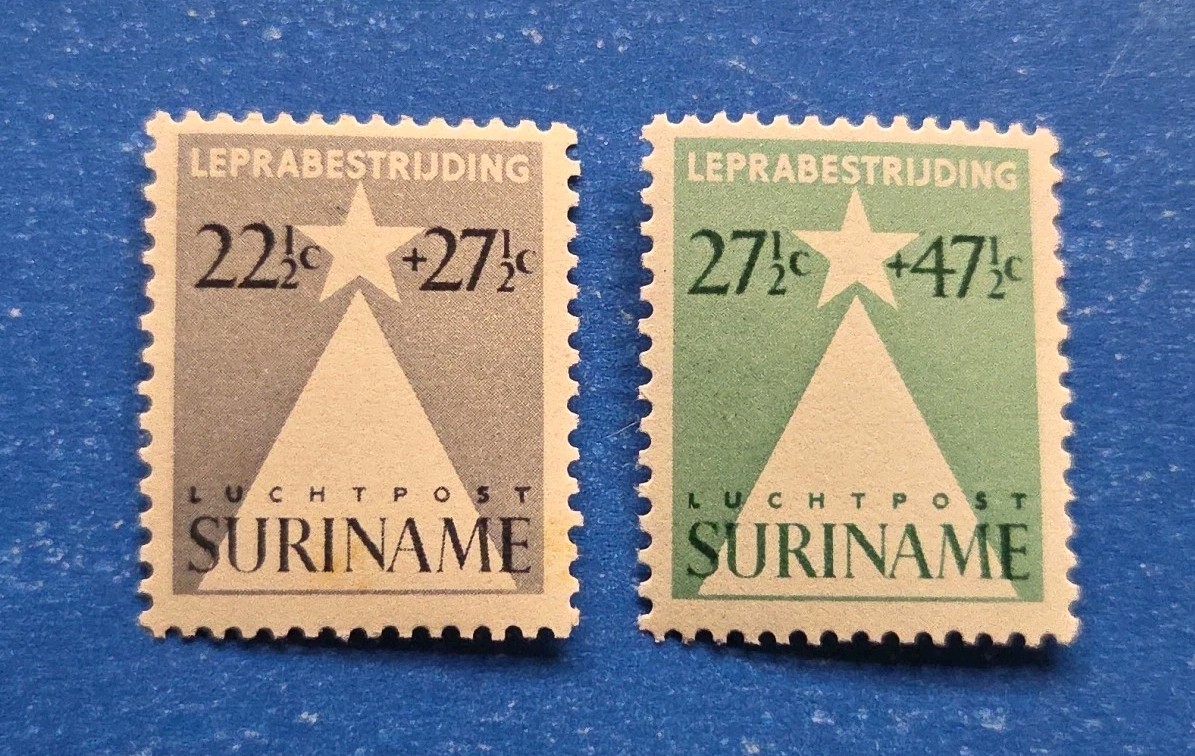 LEPRABESTRIJDING
22½c +27½c
LUCHTPOST
SURINAME
LEPRABESTRIJDING
27½c +47½c
LUCHTPOST
SURINAME